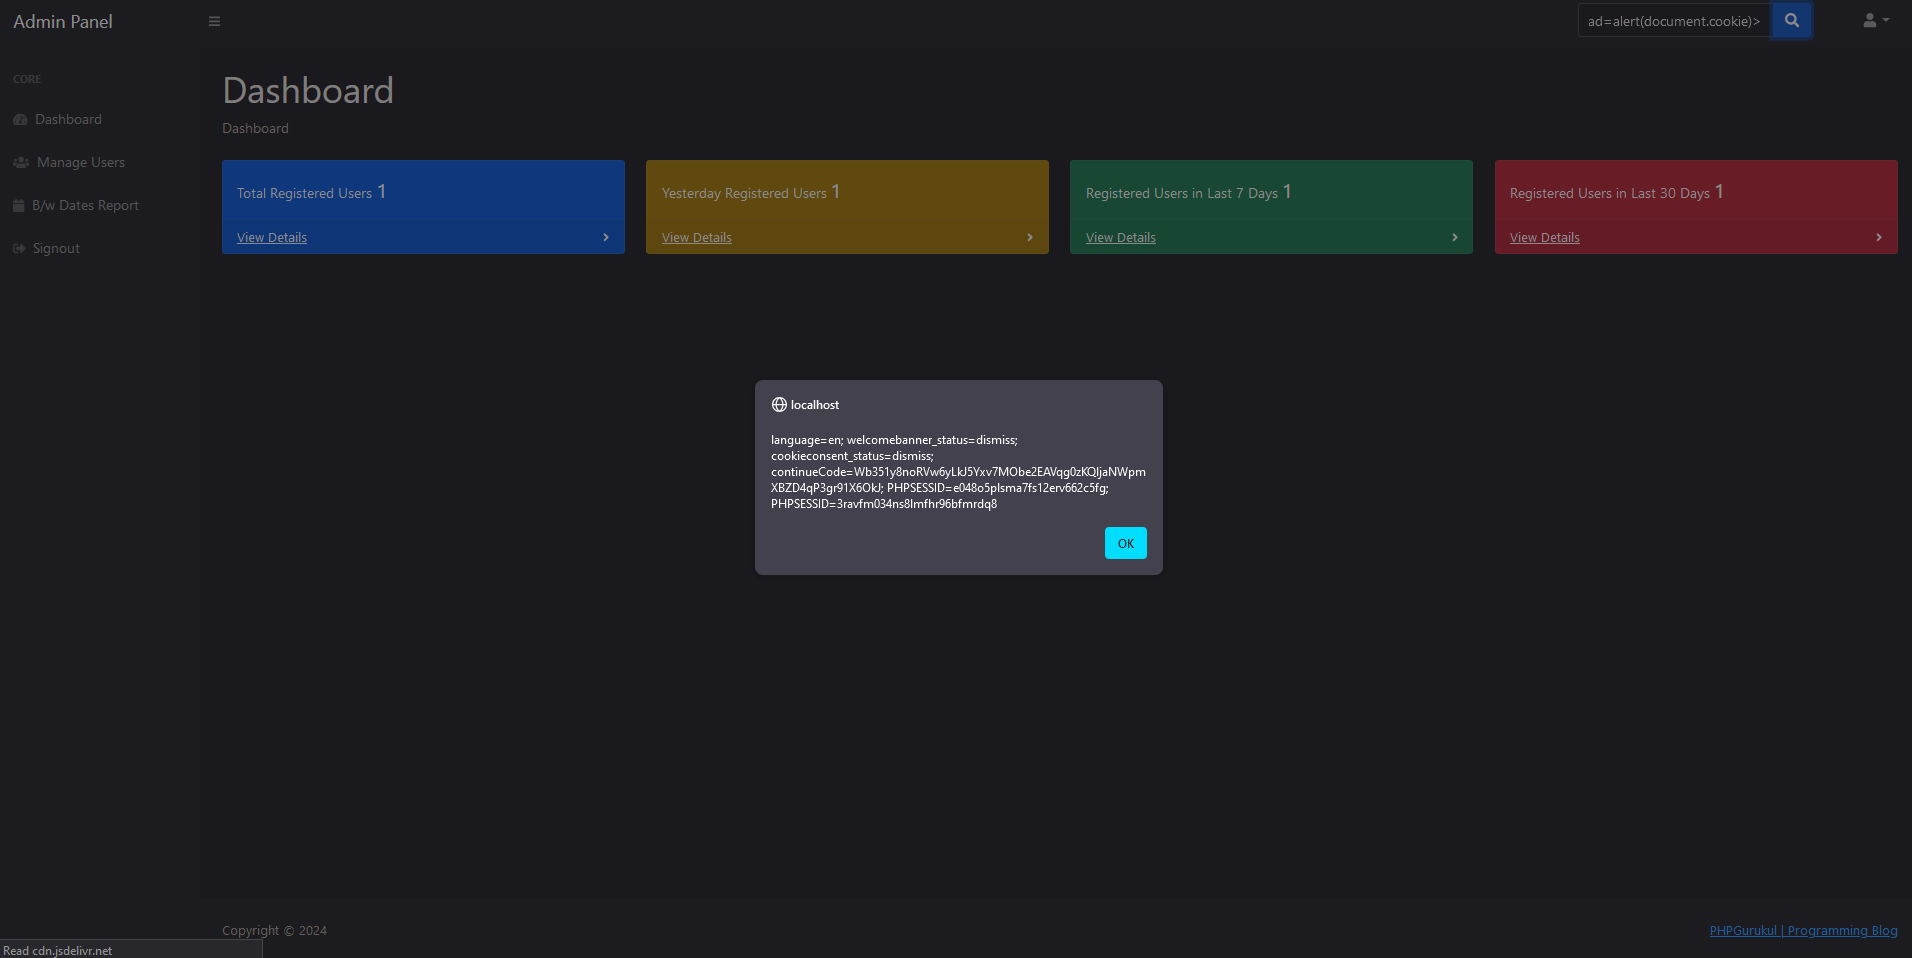 Admin Panel
ad=alert(document.cookie)>
CORE
Dashboard
Manage Users
B/w Dates Report
Signout
Dashboard
Dashboard
Total Registered Users 1
View Details
Yesterday Registered Users 1
View Details
Registered Users in Last 7 Days 1
View Details
Registered Users in Last 30 Days 1
View Details
localhost
language=en; welcomebanner_status=dismiss;
cookieconsent_status=dismiss;
continueCode=Wb351y8noRVw6yLkJ5Yxv7MObe2EAVqg0zKQljaNWpm
XBZD4qP3gr91X6OkJ; PHPSESSID=e048o5plsma7fs12erv662c5fg;
PHPSESSID=3ravfm034ns8lmfhr96bfmrdq8
OK
Copyright © 2024
PHPGurukul | Programming Blog
Read cdn.jsdelivr.net